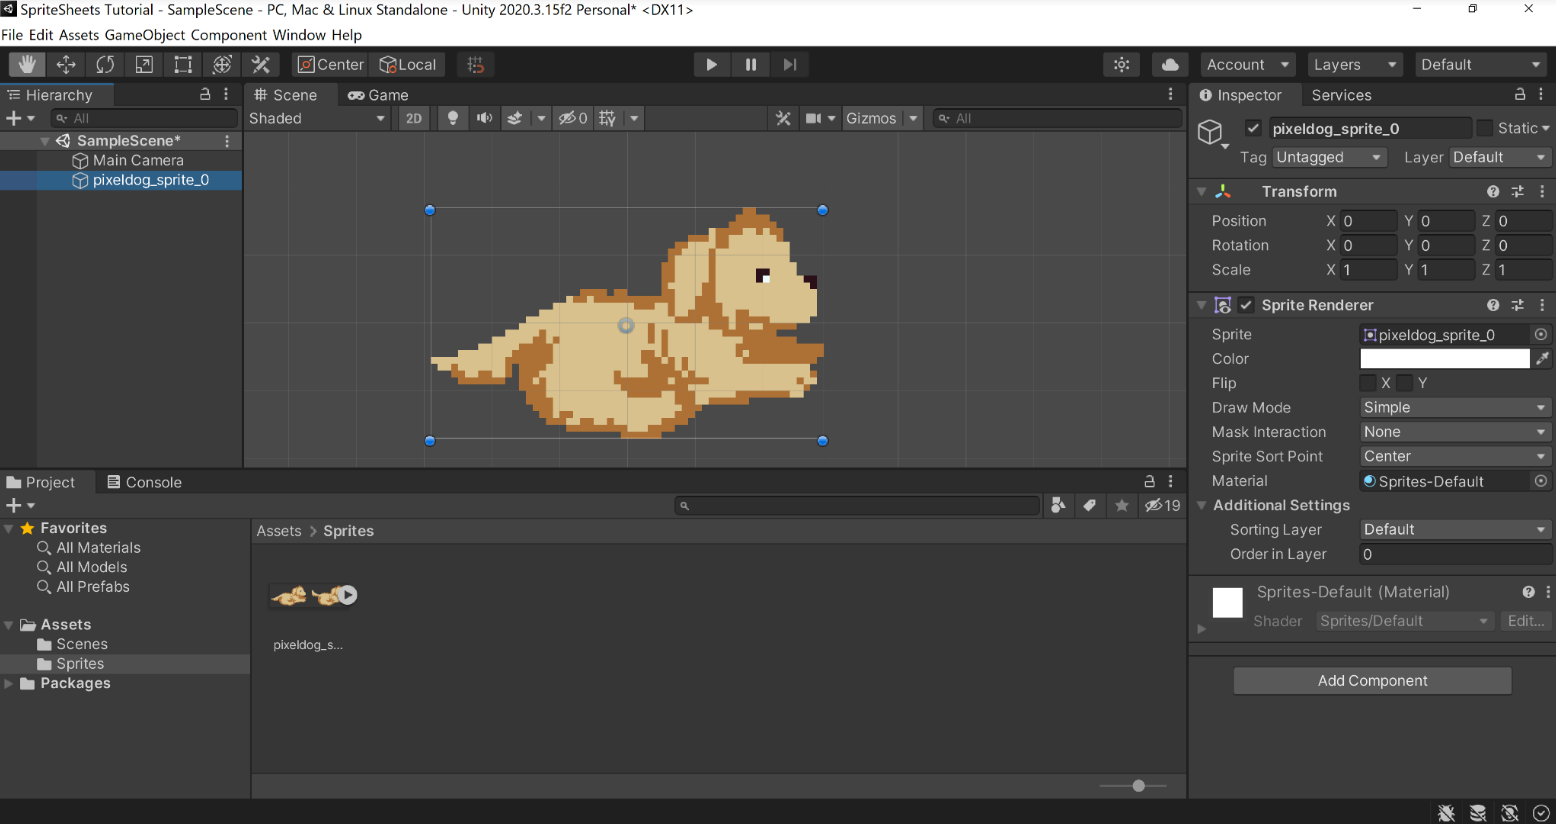 SpriteSheets Tutorial - SampleScene - PC, Mac & Linux Standalone - Unity 2020.3.15f2 Personal* <DX11>
File Edit Assets GameObject Component Window Help
Center Local Account Layers Default
Hierarchy
All
SampleScene*
Main Camera
pixeldog_sprite_0
Scene Game
Shaded 2D 0 Gizmos All
Inspector Services
pixeldog_sprite_0 Static
Tag Untagged Layer Default
Transform
Position X 0 Y 0 Z 0
Rotation X 0 Y 0 Z 0
Scale X 1 Y 1 Z 1
Sprite Renderer
Sprite pixeldog_sprite_0
Color
Flip X Y
Draw Mode Simple
Mask Interaction None
Sprite Sort Point Center
Material Sprites-Default
Additional Settings
Sorting Layer Default
Order in Layer 0
Sprites-Default (Material)
Shader Sprites/Default Edit...
Add Component
Project Console
19
Favorites
All Materials
All Models
All Prefabs
Assets
Scenes
Sprites
Packages
Assets > Sprites
pixeldog_s...